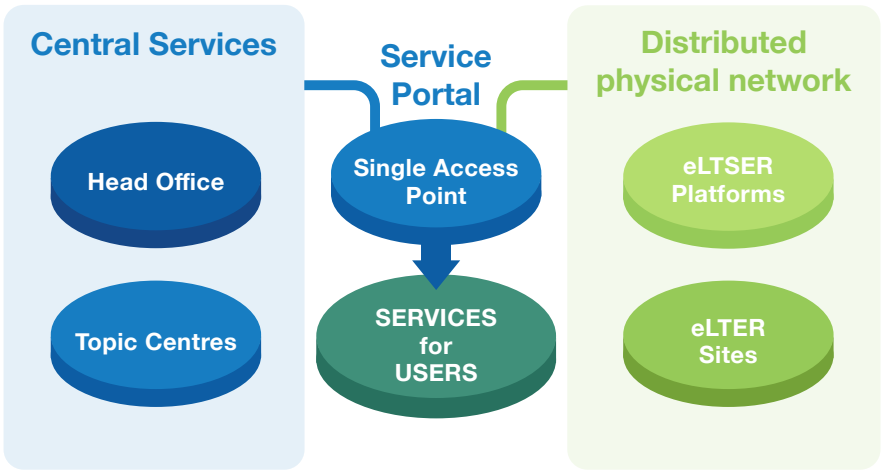 Central Services
Head Office
Topic Centres
Service
Portal
Single Access
Point
SERVICES
for
USERS
Distributed
physical network
eLTSER
Platforms
eLTER
Sites